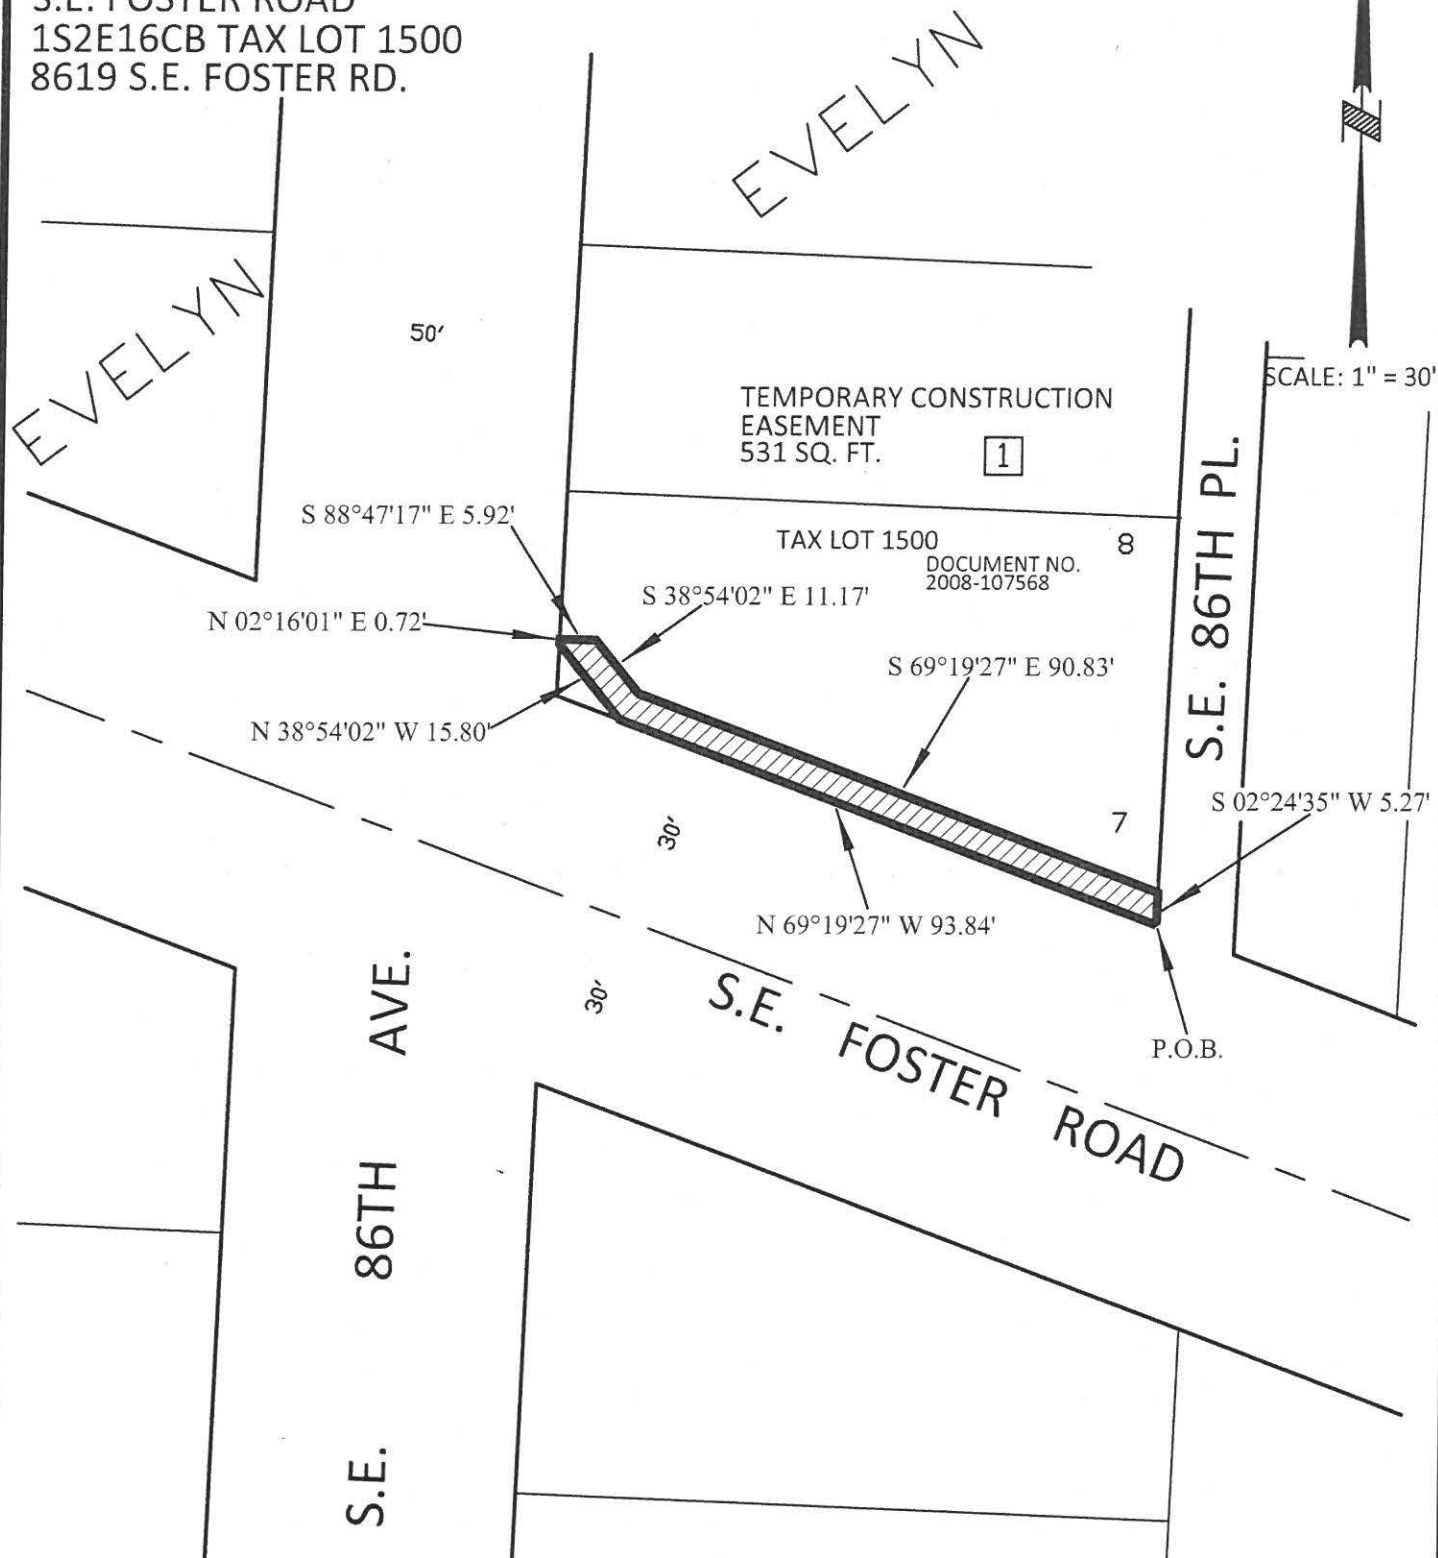 S.E. FOSTER ROAD
1S2E16CB TAX LOT 1500
8619 S.E. FOSTER RD.
EVELYN
EVELYN
50'
SCALE: 1" = 30'
TEMPORARY CONSTRUCTION
EASEMENT
531 SQ. FT.
1
S.E. 86TH PL.
S 88°47'17" E 5.92'
TAX LOT 1500
8
DOCUMENT NO.
2008-107568
S 38°54'02" E 11.17'
N 02°16'01" E 0.72'
S 69°19'27" E 90.83'
N 38°54'02" W 15.80'
S 02°24'35" W 5.27'
7
30'
N 69°19'27" W 93.84'
30'
S.E. FOSTER ROAD
P.O.B.
S.E. 86TH AVE.